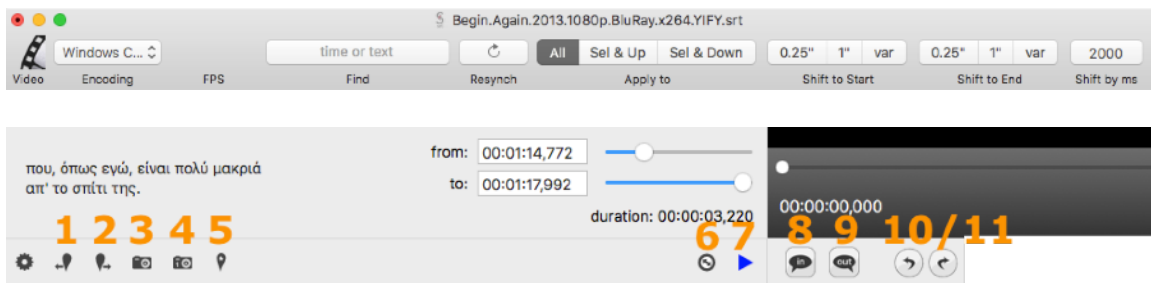 Begin.Again.2013.1080p.BluRay.x264.YIFY.srt
Windows C... time or text All Sel & Up Sel & Down 0.25" 1" var 0.25" 1" var 2000
Video Encoding FPS Find Resynch Apply to Shift to Start Shift to End Shift by ms
που, όπως εγώ, είναι πολύ μακριά
απ' το σπίτι της.
from: 00:01:14,772
to: 00:01:17,992
duration: 00:00:03,220
00:00:00,000
1 2 3 4 5 6 7 8 9 10/11
in out